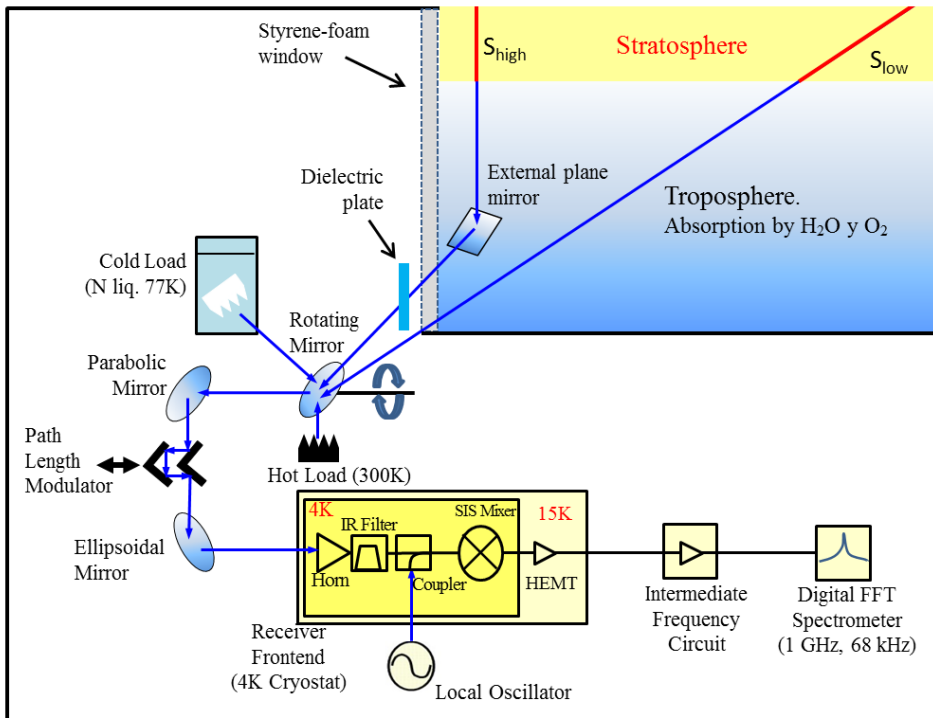 Styrene-foam
window
S_high
Stratosphere
S_low
Dielectric
plate
External plane
mirror
Troposphere.
Absorption by H₂O y O₂
Cold Load
(N liq. 77K)
Rotating
Mirror
Parabolic
Mirror
Path
Length
Modulator
Hot Load (300K)
4K
IR Filter
SIS Mixer
15K
Ellipsoidal
Mirror
Horn
Coupler
HEMT
Receiver
Frontend
(4K Cryostat)
Local Oscillator
Intermediate
Frequency
Circuit
Digital FFT
Spectrometer
(1 GHz, 68 kHz)